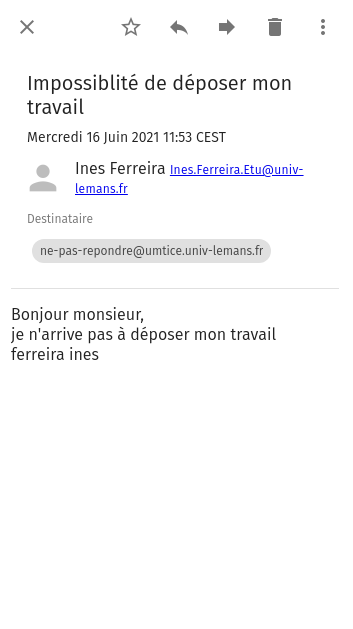 Impossiblité de déposer mon
travail
Mercredi 16 Juin 2021 11:53 CEST
Ines Ferreira Ines.Ferreira.Etu@univ-
lemans.fr
Destinataire
ne-pas-repondre@umtice.univ-lemans.fr
Bonjour monsieur,
je n'arrive pas à déposer mon travail
ferreira ines